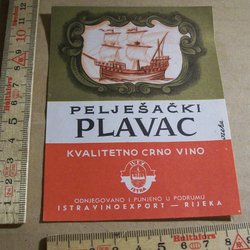 PELJEŠAČKI
PLAVAC
KVALITETNO CRNO VINO
ODNJEGOVANO I PUNJENO U PODRUMU
ISTRAVINOEXPORT — RIJEKA